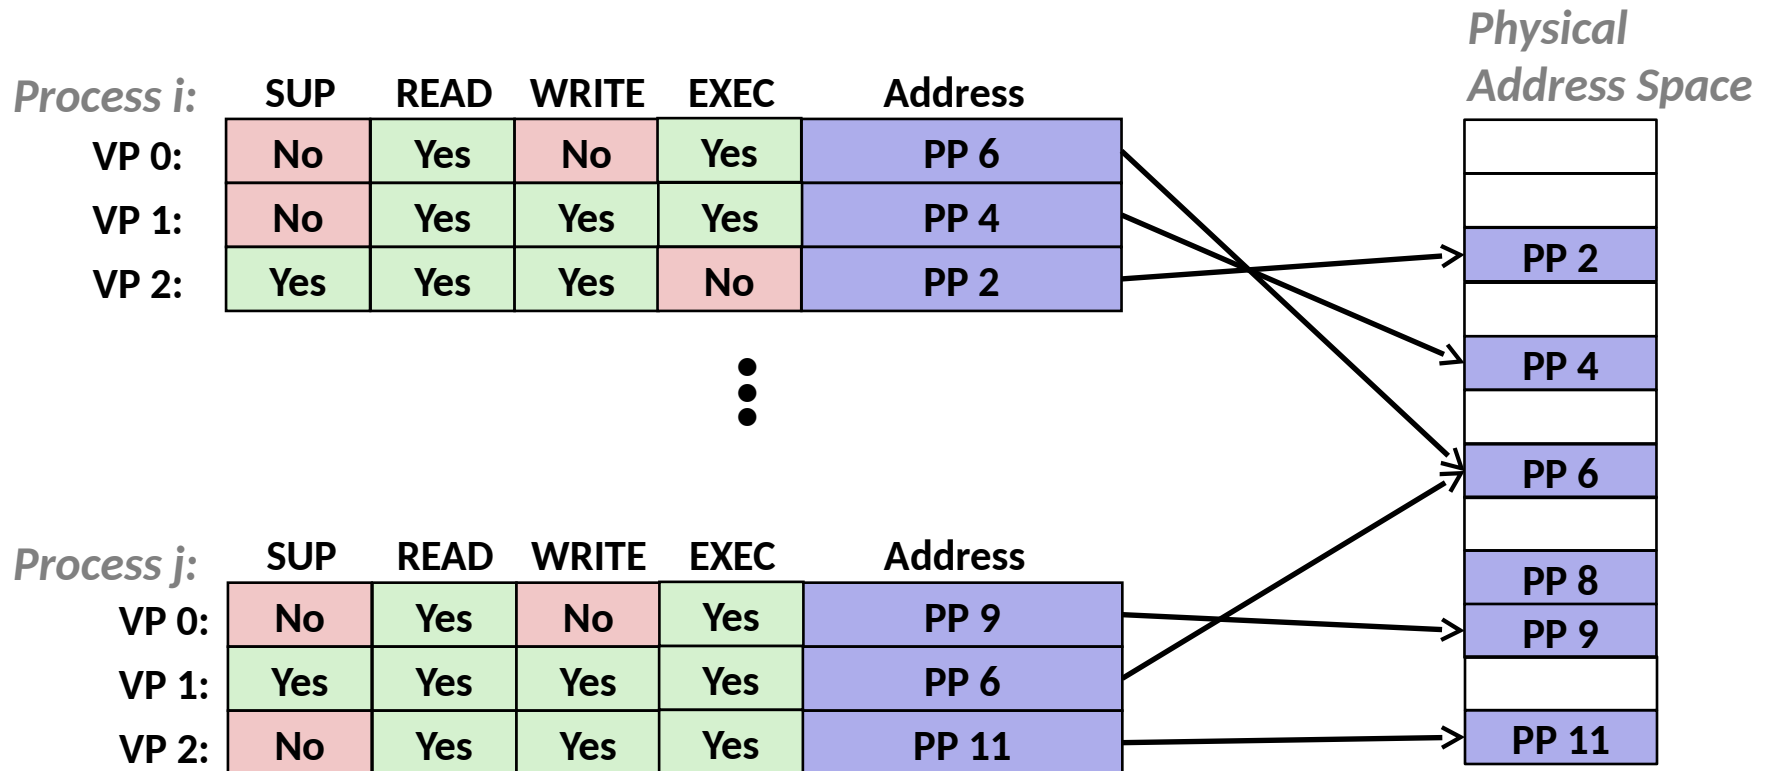 Physical
Address Space
Process i: SUP READ WRITE EXEC Address
VP 0: No Yes No Yes PP 6
VP 1: No Yes Yes Yes PP 4
VP 2: Yes Yes Yes No PP 2
PP 2
PP 4
PP 6
PP 8
PP 9
PP 11
Process j: SUP READ WRITE EXEC Address
VP 0: No Yes No Yes PP 9
VP 1: Yes Yes Yes Yes PP 6
VP 2: No Yes Yes Yes PP 11